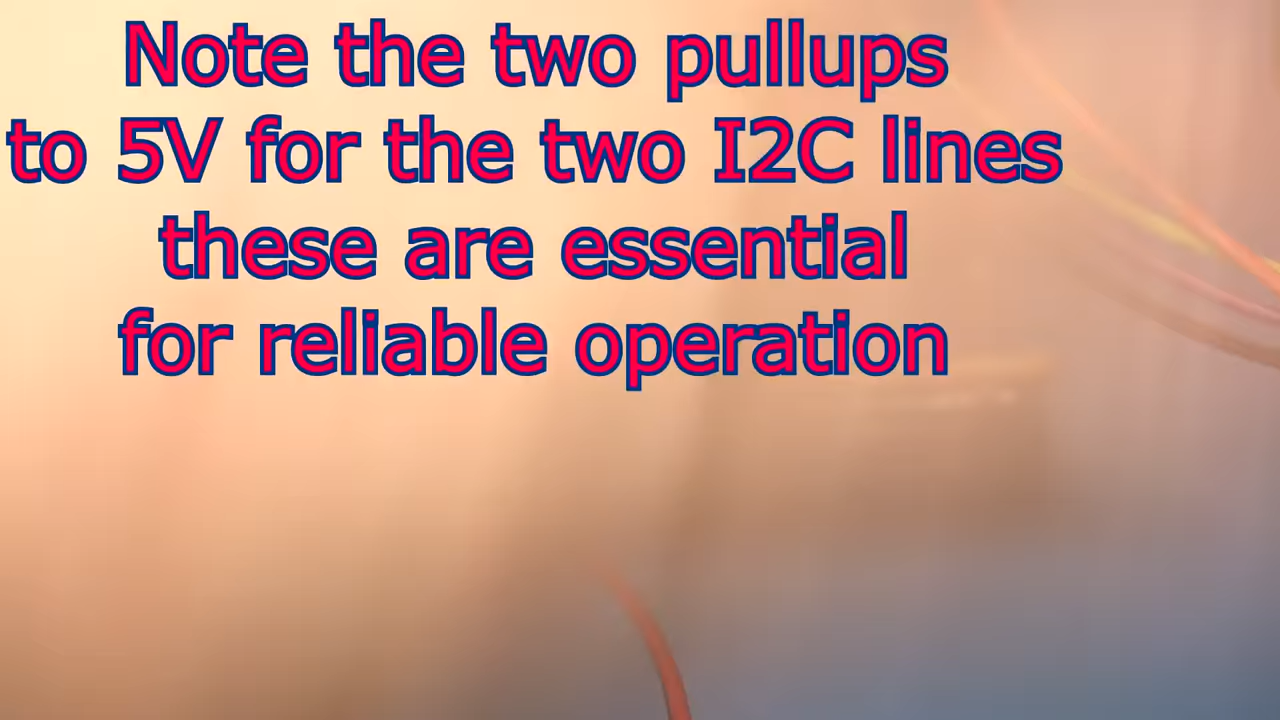 Note the two pullups
to 5V for the two I2C lines
these are essential
for reliable operation